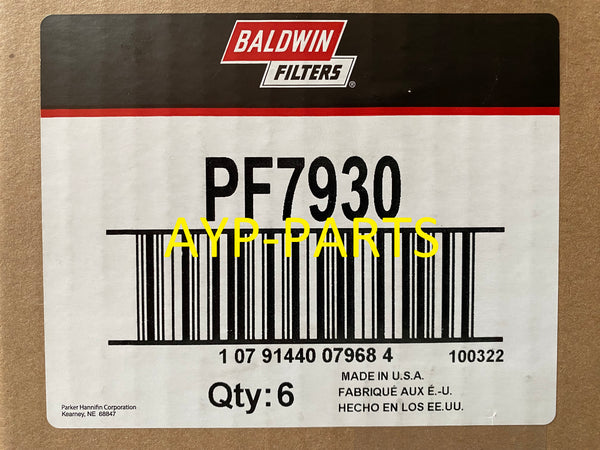 BALDWIN
FILTERS®
PF7930
AYP-PARTS
1 07 91440 07968 4
100322
Qty: 6
MADE IN U.S.A.
FABRIQUÉ AUX É.-U.
HECHO EN LOS EE.UU.
Parker Hannifin Corporation
Kearney, NE 68847